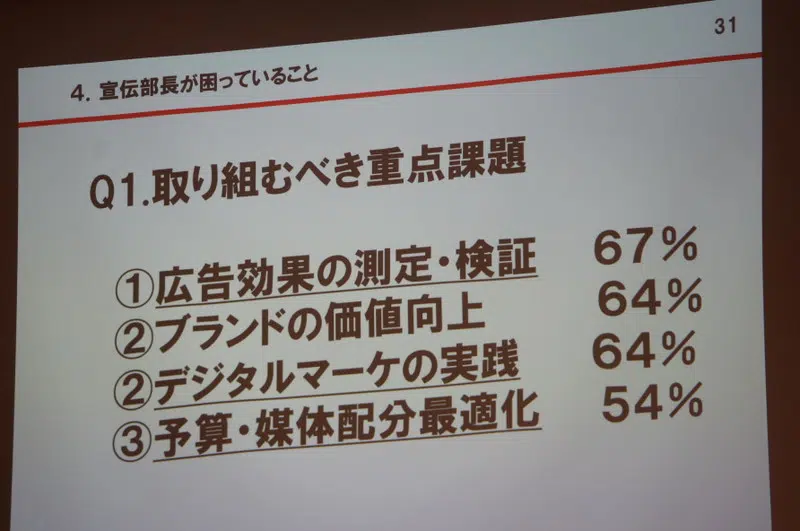 31
4. 宣伝部長が困っていること
Q1.取り組むべき重点課題
①広告効果の測定・検証 67%
②ブランドの価値向上 64%
②デジタルマーケの実践 64%
③予算・媒体配分最適化 54%